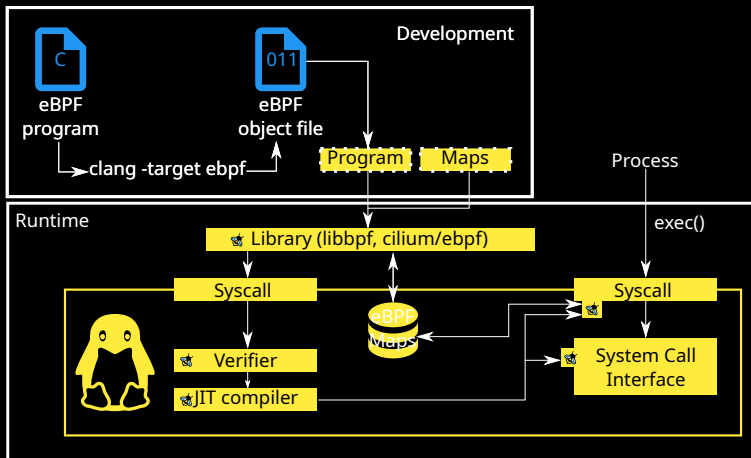 Development
C
011
eBPF
program
eBPF
object file
clang -target ebpf
Program
Maps
Process
Runtime
exec()
Library (libbpf, cilium/ebpf)
Syscall
Syscall
eBPF
Maps
Verifier
System Call
Interface
JIT compiler